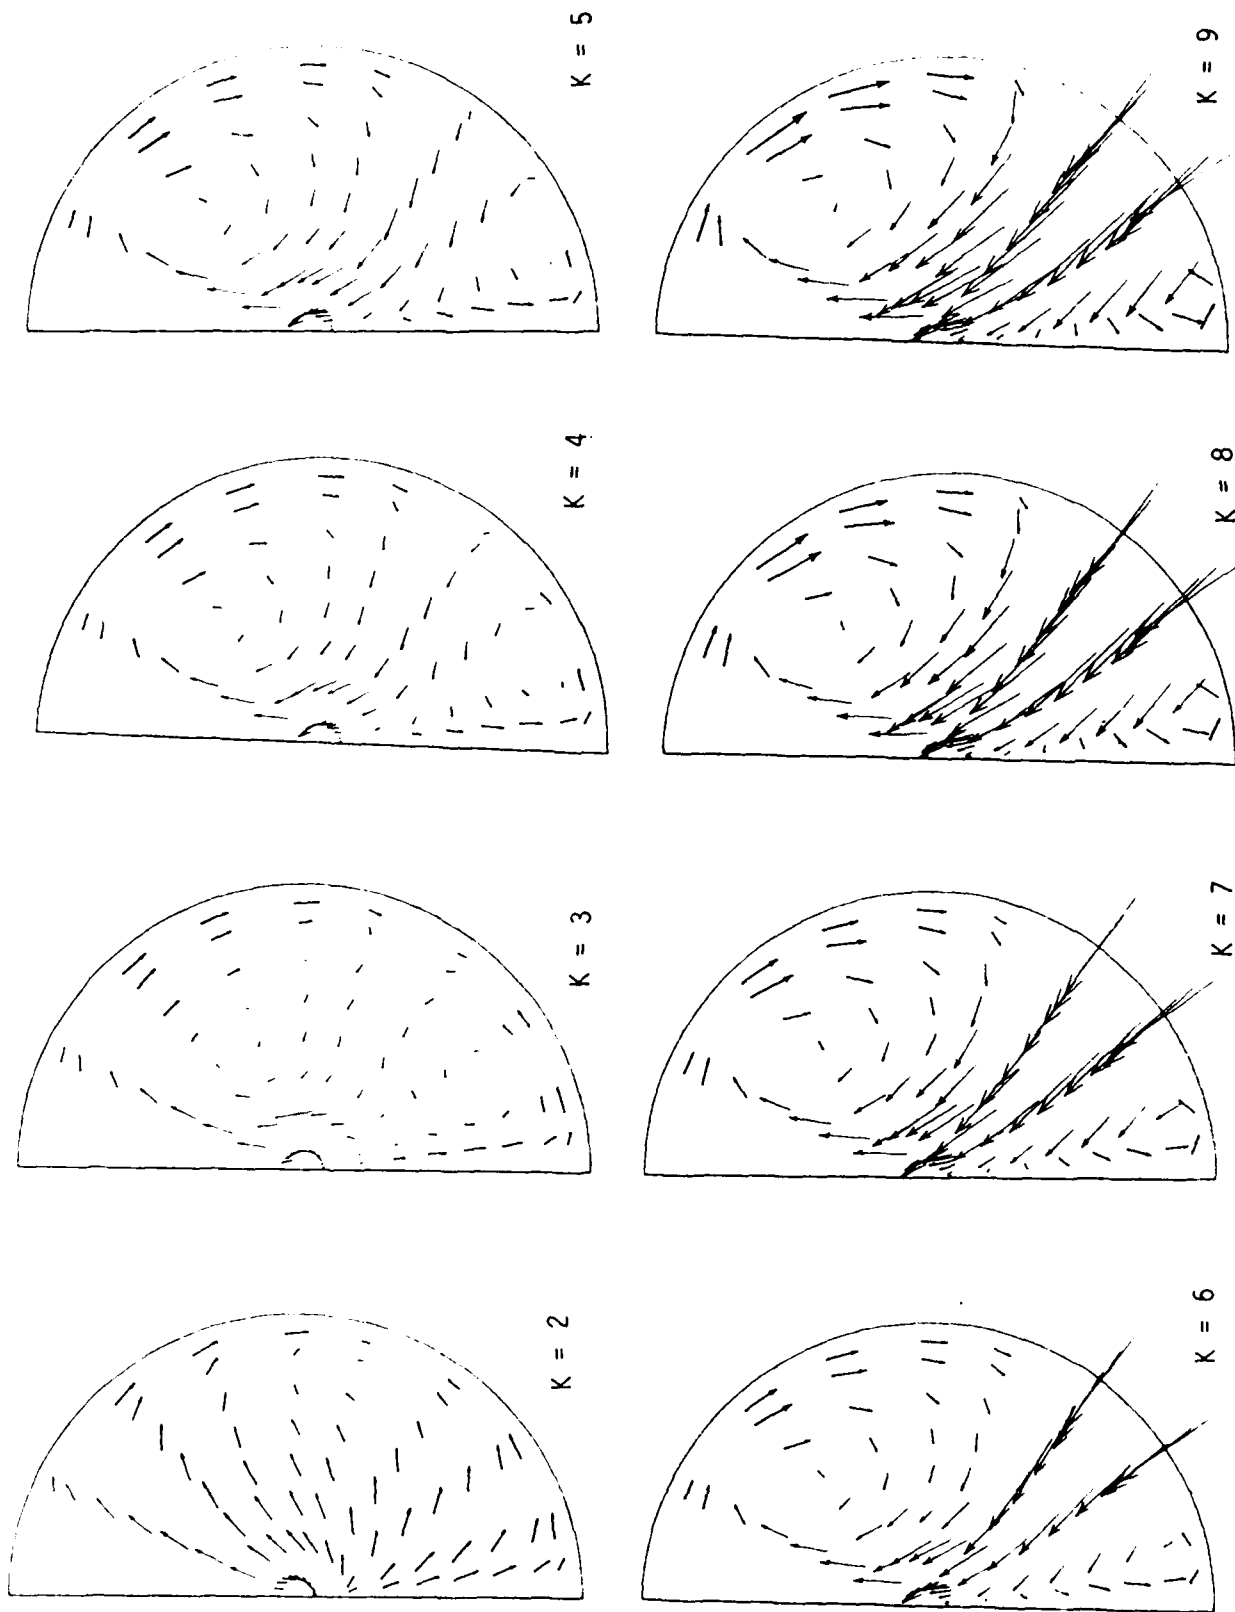 K = 2
K = 3
K = 4
K = 5
K = 6
K = 7
K = 8
K = 9